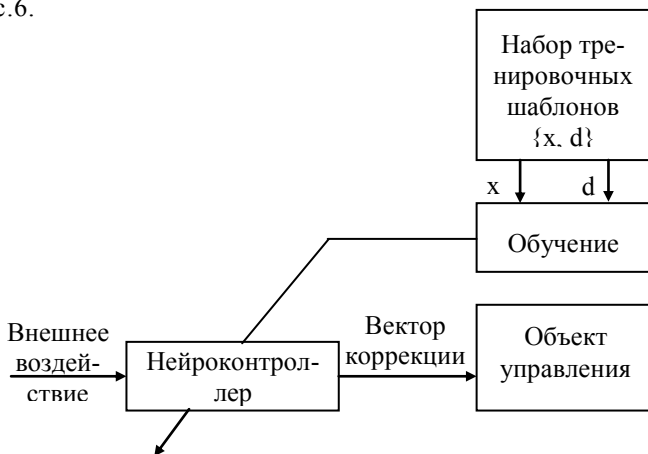 с.6.
Набор тре-
нировочных
шаблонов
{x, d}
x d
Обучение
Внешнее
воздей-
ствие
Нейроконтрол-
лер
Вектор
коррекции
Объект
управления